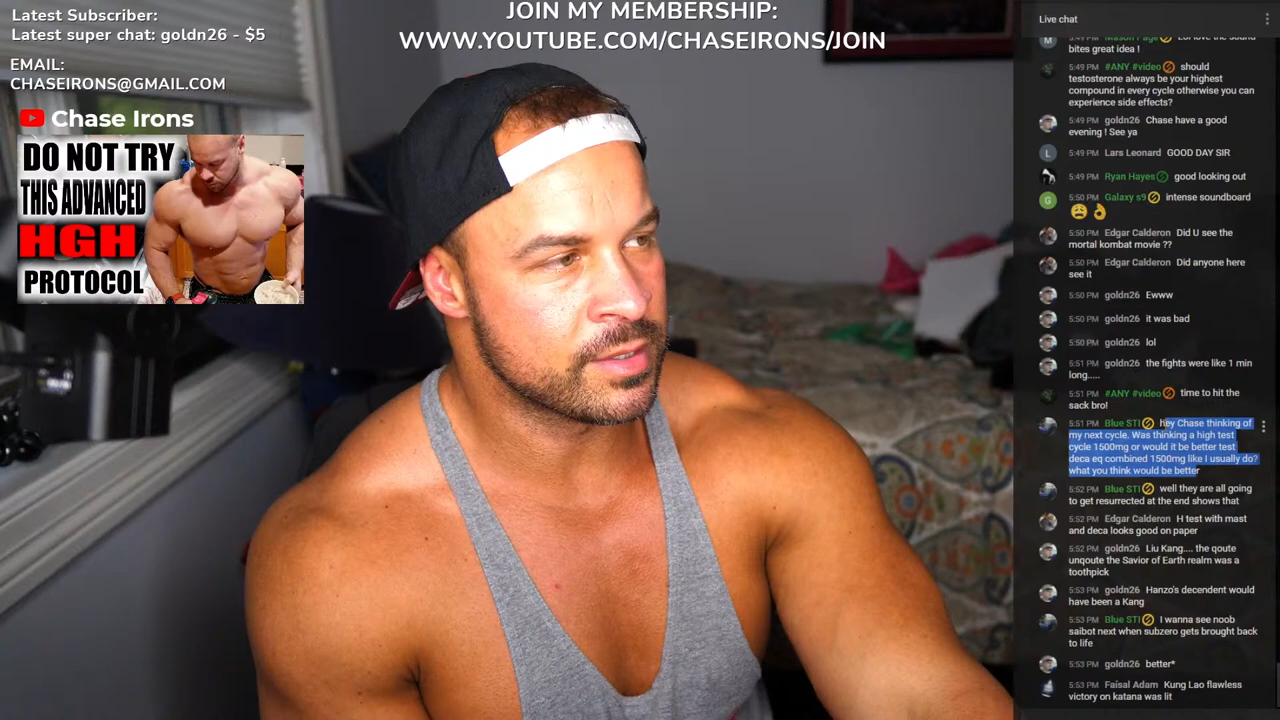 Latest Subscriber:
Latest super chat: goldn26 - $5
EMAIL:
CHASEIRONS@GMAIL.COM
Chase Irons
DO NOT TRY
THIS ADVANCED
HGH
PROTOCOL
JOIN MY MEMBERSHIP:
WWW.YOUTUBE.COM/CHASEIRONS/JOIN
Live chat
bites great idea !
5:49 PM #ANY #video should
testosterone always be your highest
compound in every cycle otherwise you can
experience side effects?
5:49 PM goldn26 Chase have a good
evening ! See ya
L
5:49 PM Lars Leonard GOOD DAY SIR
5:49 PM Ryan Hayes good looking out
G
5:50 PM Galaxy s9 intense soundboard
😩 👌
5:50 PM Edgar Calderon Did U see the
mortal kombat movie ??
5:50 PM Edgar Calderon Did anyone here
see it
5:50 PM goldn26 Ewww
5:50 PM goldn26 it was bad
5:50 PM goldn26 lol
5:51 PM goldn26 the fights were like 1 min
long.....
5:51 PM #ANY #video time to hit the
sack bro!
5:51 PM Blue STI hey Chase thinking of
my next cycle. Was thinking a high test
cycle 1500mg or would it be better test
deca eq combined 1500mg like I usually do?
what you think would be better
5:52 PM Blue STI well they are all going
to get resurrected at the end shows that
5:52 PM Edgar Calderon H test with mast
and deca looks good on paper
5:52 PM goldn26 Liu Kang.... the qoute
unqoute the Savior of Earth realm was a
toothpick
5:53 PM goldn26 Hanzo's decendent would
have been a Kang
5:53 PM Blue STI I wanna see noob
saibot next when subzero gets brought back
to life
5:53 PM goldn26 better*
5:53 PM Faisal Adam Kung Lao flawless
victory on katana was lit